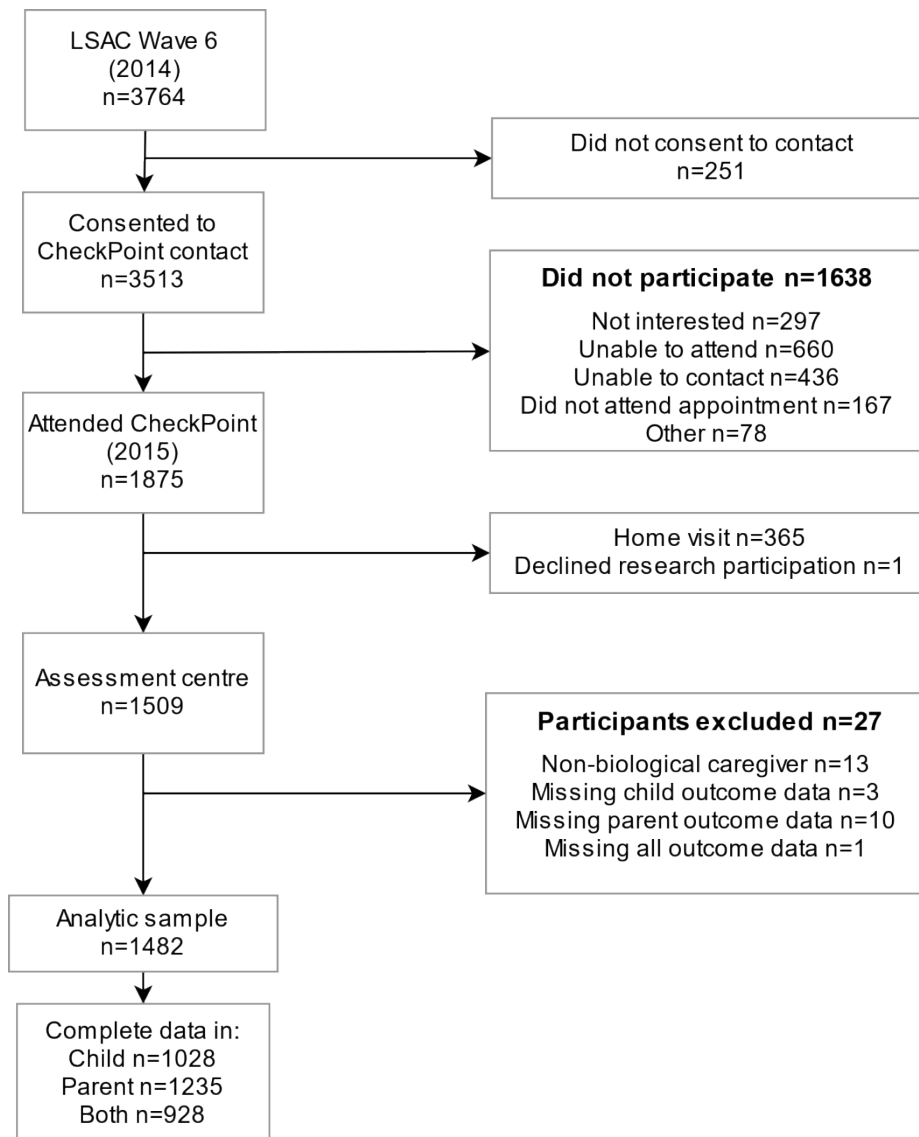 LSAC Wave 6
(2014)
n=3764
Did not consent to contact
n=251
Consented to
CheckPoint contact
n=3513
Did not participate n=1638
Not interested n=297
Unable to attend n=660
Unable to contact n=436
Did not attend appointment n=167
Other n=78
Attended CheckPoint
(2015)
n=1875
Home visit n=365
Declined research participation n=1
Assessment centre
n=1509
Participants excluded n=27
Non-biological caregiver n=13
Missing child outcome data n=3
Missing parent outcome data n=10
Missing all outcome data n=1
Analytic sample
n=1482
Complete data in:
Child n=1028
Parent n=1235
Both n=928